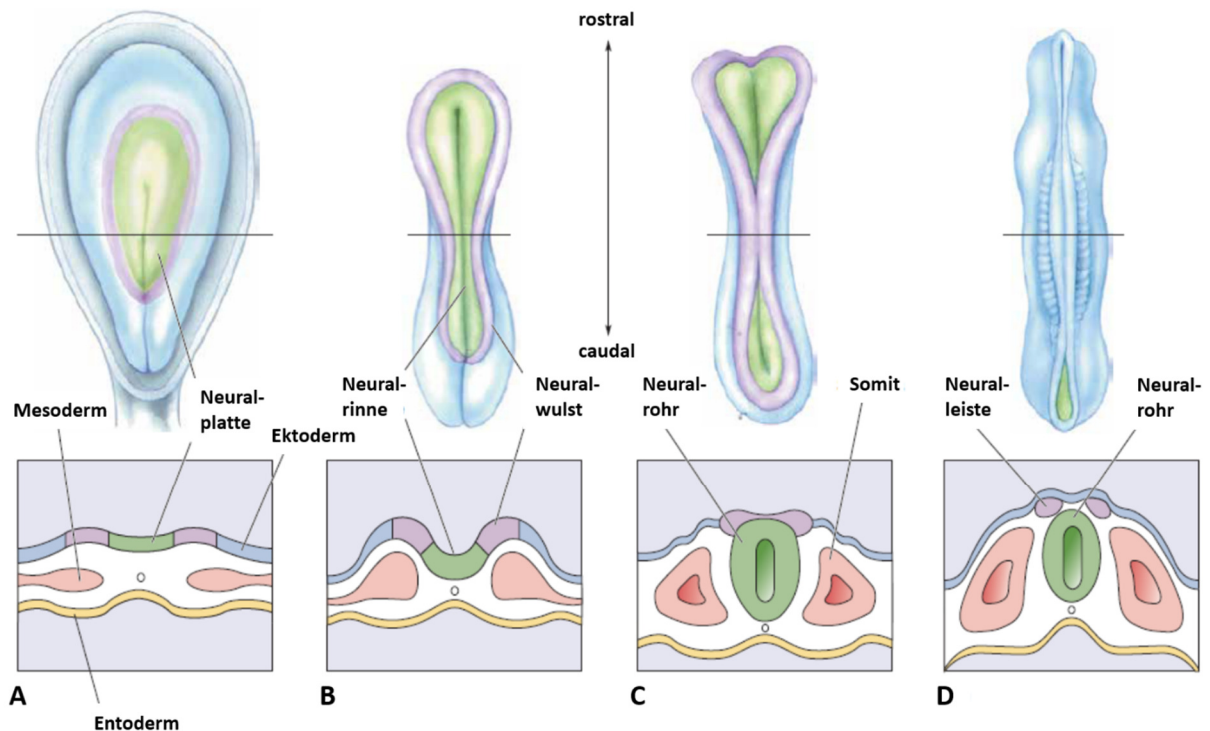 rostral
caudal
Mesoderm
Neural-
platte
Ektoderm
Entoderm
A
Neural-
rinne
Neural-
wulst
B
Neural-
rohr
Somit
C
Neural-
leiste
Neural-
rohr
D